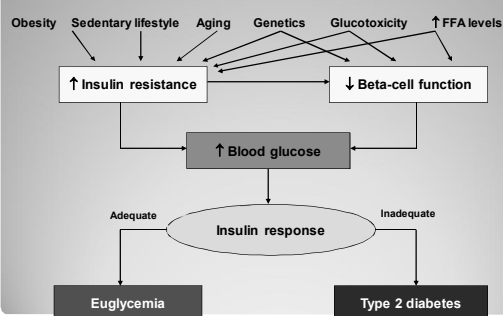 Obesity Sedentary lifestyle Aging Genetics Glucotoxicity ↑ FFA levels
↑ Insulin resistance ↓ Beta-cell function
↑ Blood glucose
Adequate Inadequate
Insulin response
Euglycemia Type 2 diabetes